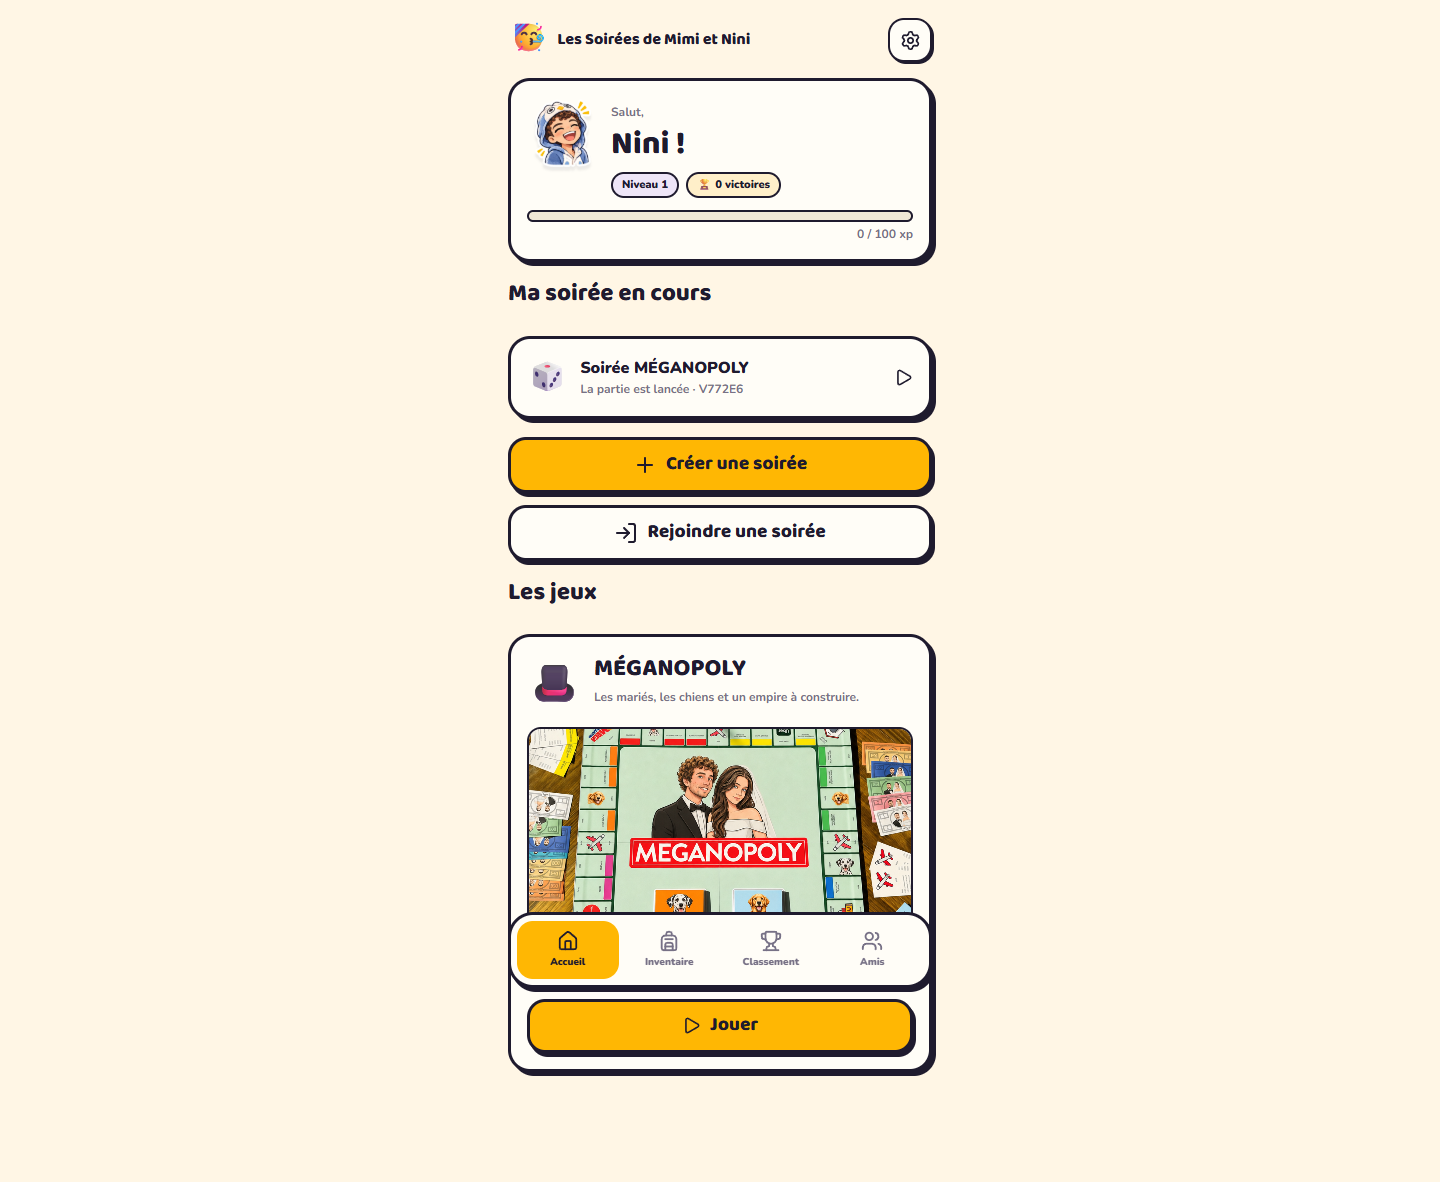 Les Soirées de Mimi et Nini
Salut,
Nini !
Niveau 1
0 victoires
0 / 100 xp
Ma soirée en cours
Soirée MÉGANOPOLY
La partie est lancée · V772E6
Créer une soirée
Rejoindre une soirée
Les jeux
MÉGANOPOLY
Les mariés, les chiens et un empire à construire.
MEGANOPOLY
Accueil
Inventaire
Classement
Amis
Jouer